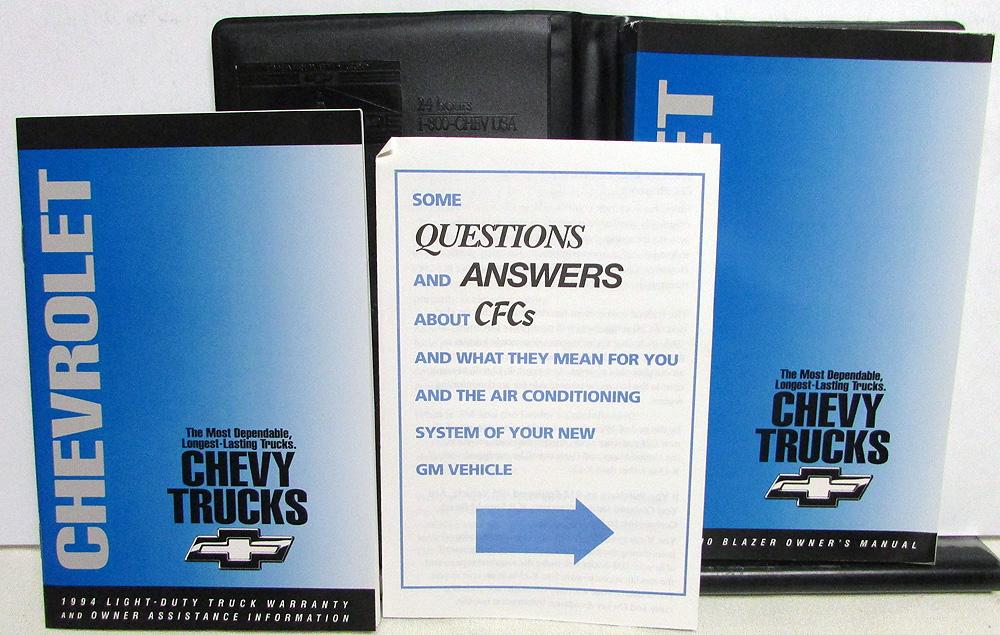 CHEVROLET
The Most Dependable,
Longest-Lasting Trucks.
CHEVY
TRUCKS
1994 LIGHT-DUTY TRUCK WARRANTY
AND OWNER ASSISTANCE INFORMATION
24 hours
1-800-CHEV USA
SOME
QUESTIONS
AND ANSWERS
ABOUT CFCs
AND WHAT THEY MEAN FOR YOU
AND THE AIR CONDITIONING
SYSTEM OF YOUR NEW
GM VEHICLE
ET
The Most Dependable,
Longest-Lasting Trucks.
CHEVY
TRUCKS
0 BLAZER OWNER'S MANUAL